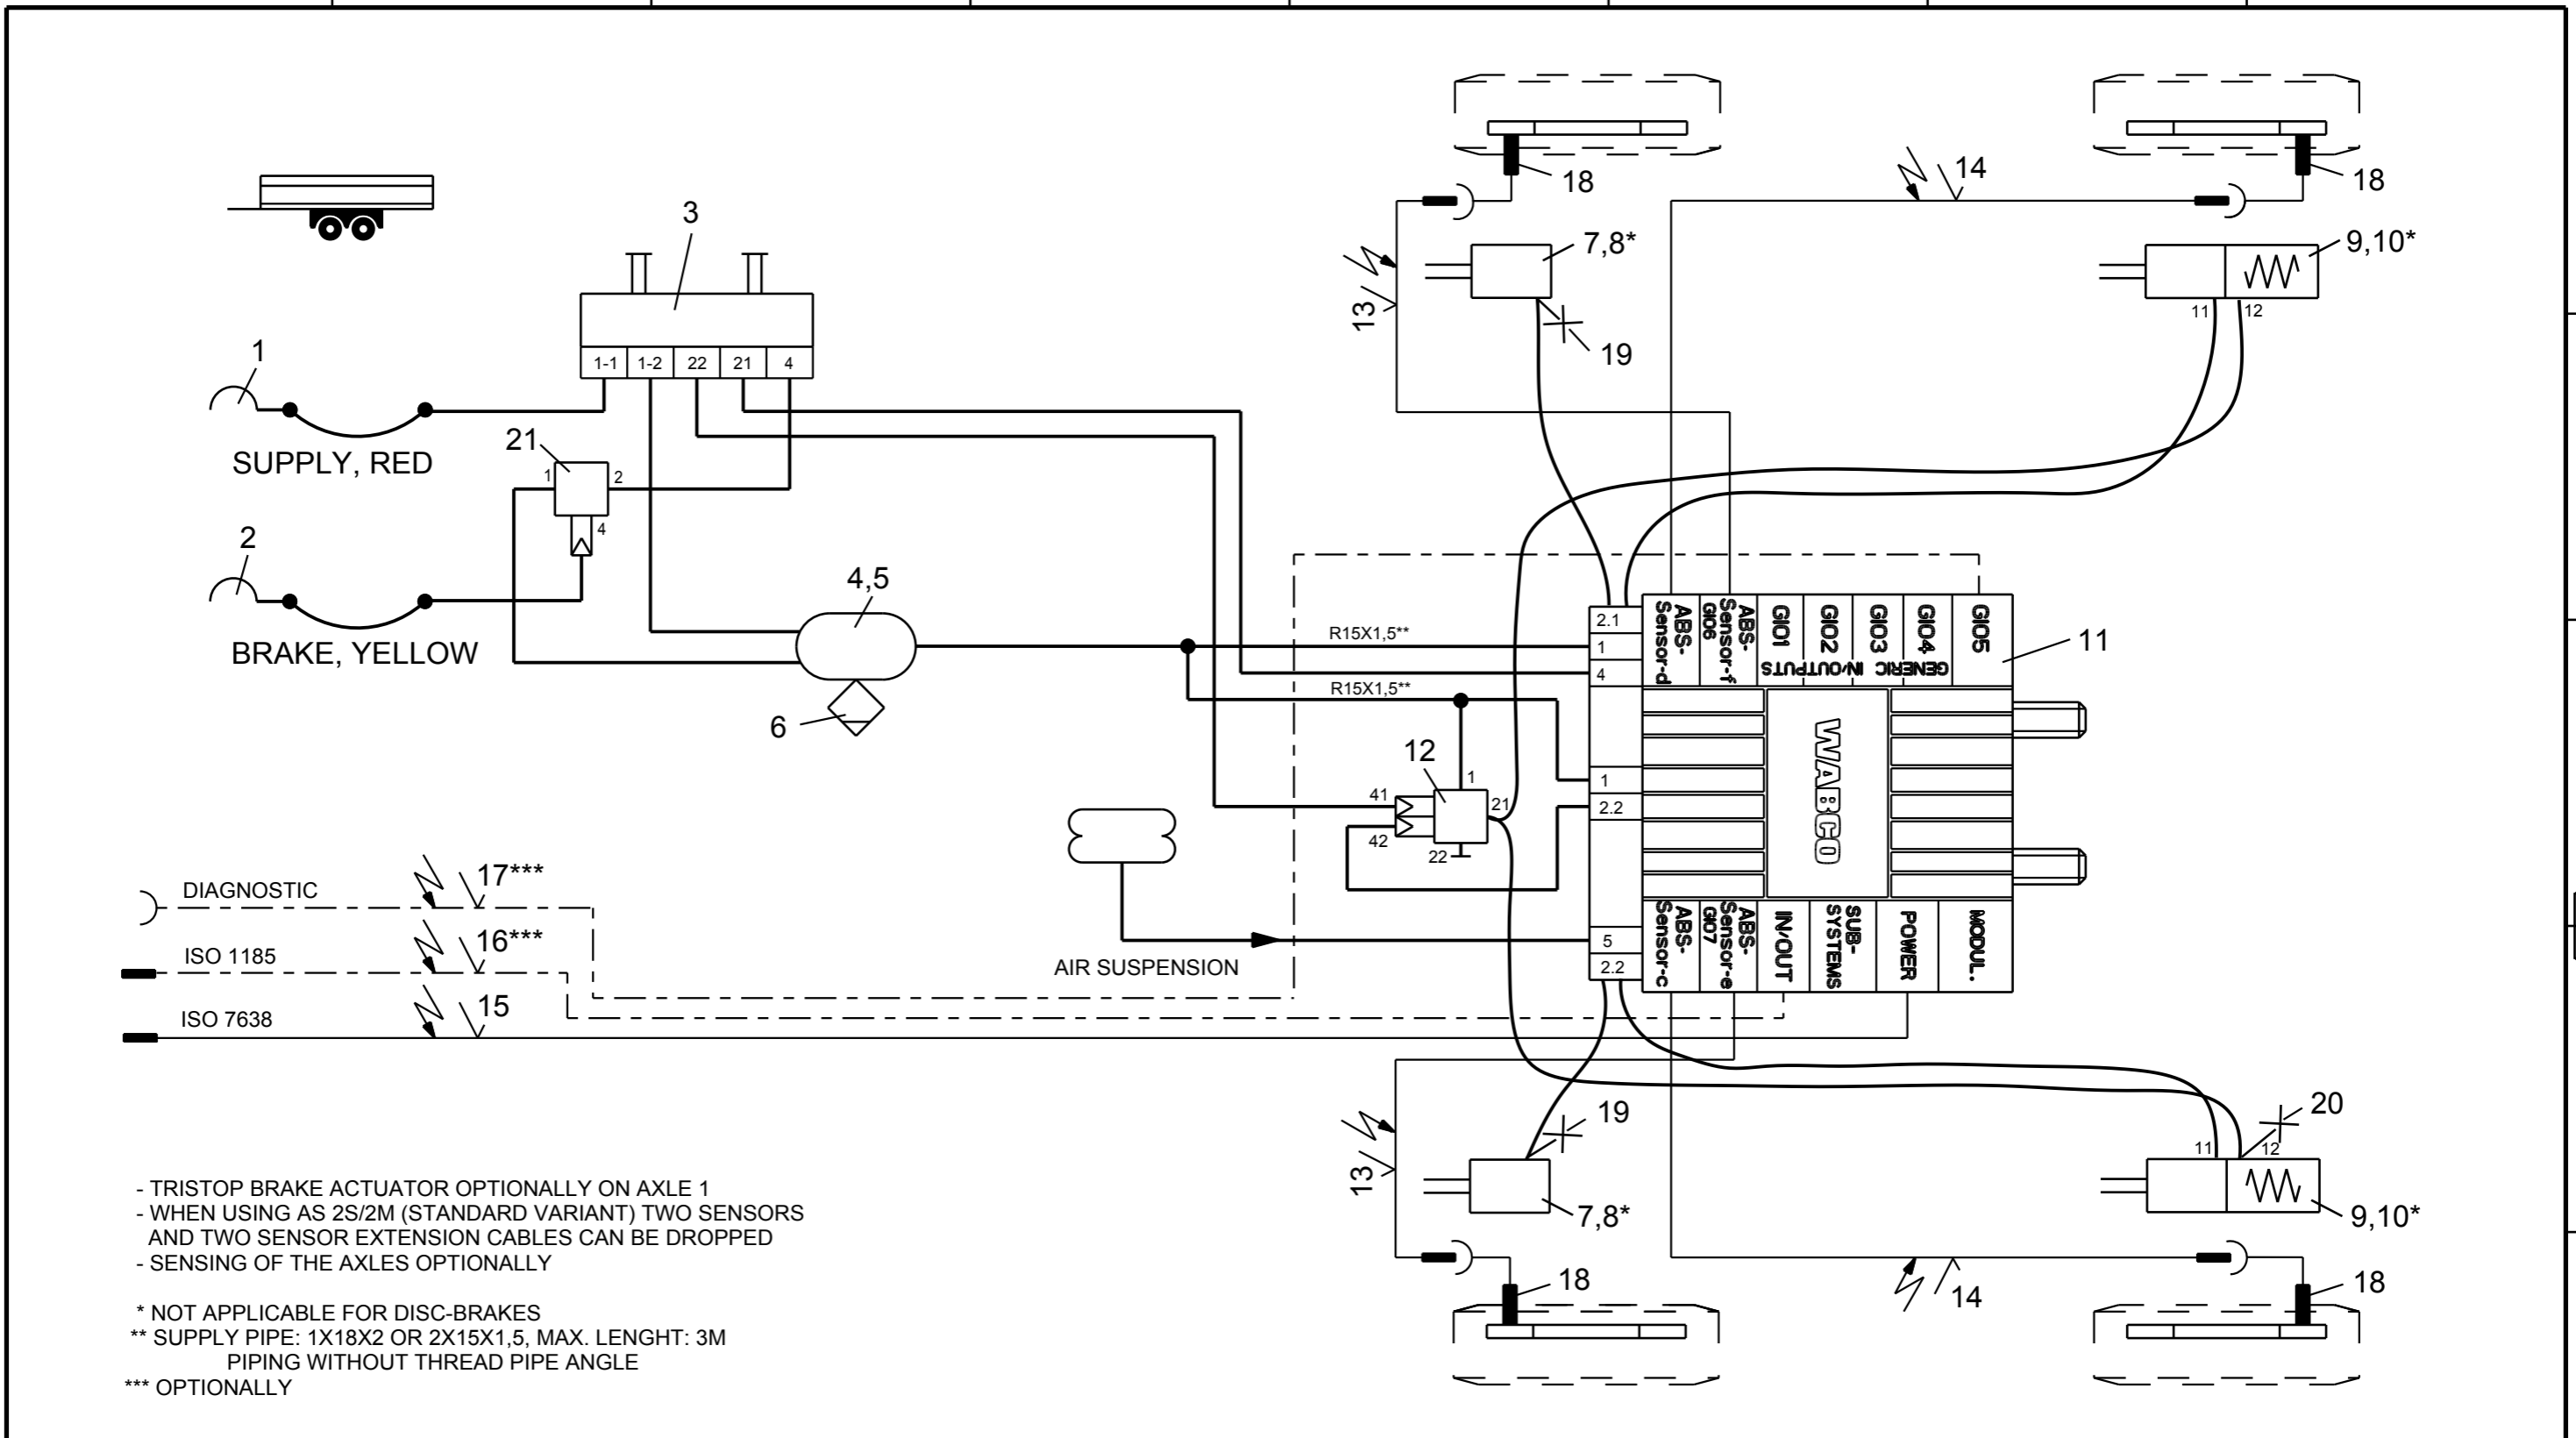 3
1-1 1-2 22 21 4
1
SUPPLY, RED
21
1 2
4
2
BRAKE, YELLOW
4,5
6
18
14
18
7,8*
9,10*
13
19
11 12
R15X1,5**
R15X1,5**
2.1
1
4
1
2.2
5
2.2
ABS-
Sensor-d
ABS-
Sensor-f
GIO6
GIO1
GIO2
GIO3
GIO4
GIO5
GENERIC IN/OUTPUTS
11
WABCO
12
1
41
42
21
22
ABS-
Sensor-c
ABS-
Sensor-e
GIO7
IN/OUT
SUB-
SYSTEMS
POWER
MODUL.
AIR SUSPENSION
DIAGNOSTIC
17***
ISO 1185
16***
ISO 7638
15
19
20
11 12
13
7,8*
9,10*
18
14
18
- TRISTOP BRAKE ACTUATOR OPTIONALLY ON AXLE 1
- WHEN USING AS 2S/2M (STANDARD VARIANT) TWO SENSORS
AND TWO SENSOR EXTENSION CABLES CAN BE DROPPED
- SENSING OF THE AXLES OPTIONALLY
* NOT APPLICABLE FOR DISC-BRAKES
** SUPPLY PIPE: 1X18X2 OR 2X15X1,5, MAX. LENGHT: 3M
PIPING WITHOUT THREAD PIPE ANGLE
*** OPTIONALLY